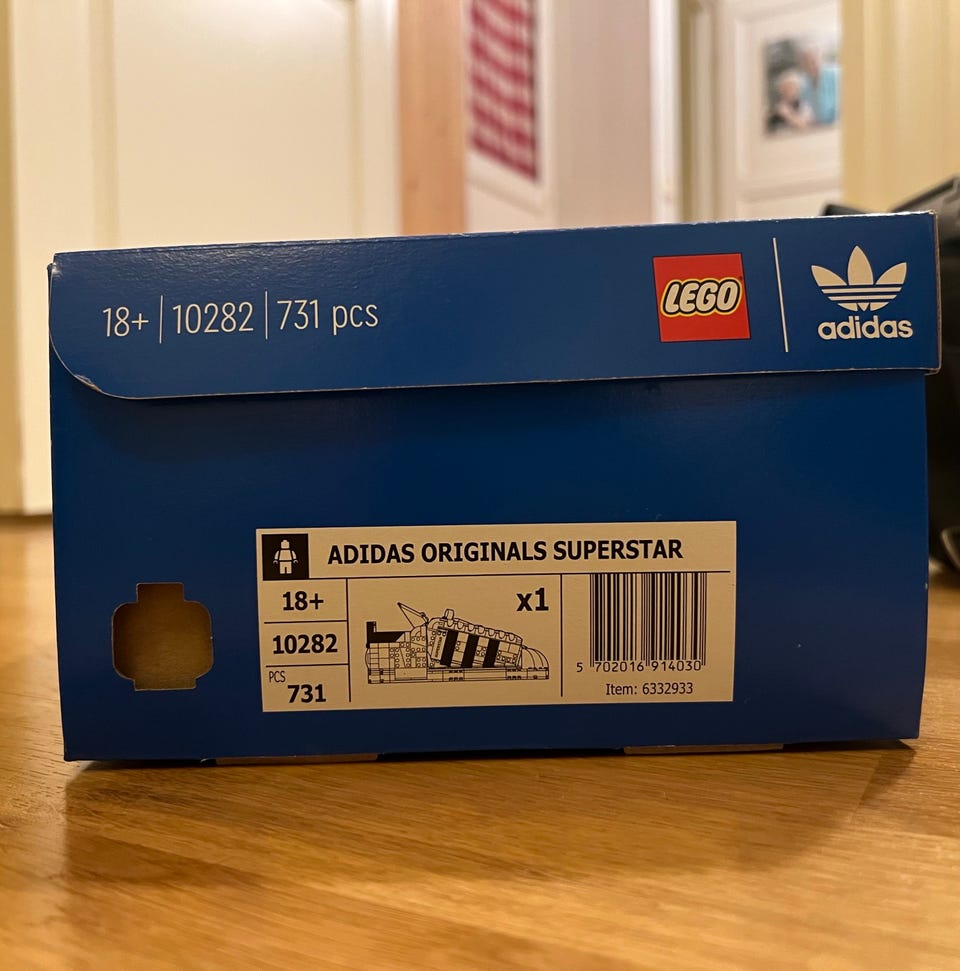 18+ | 10282 | 731 pcs
LEGO
adidas
ADIDAS ORIGINALS SUPERSTAR
18+
10282
PCS
731
x1
5 702016 914030
Item: 6332933